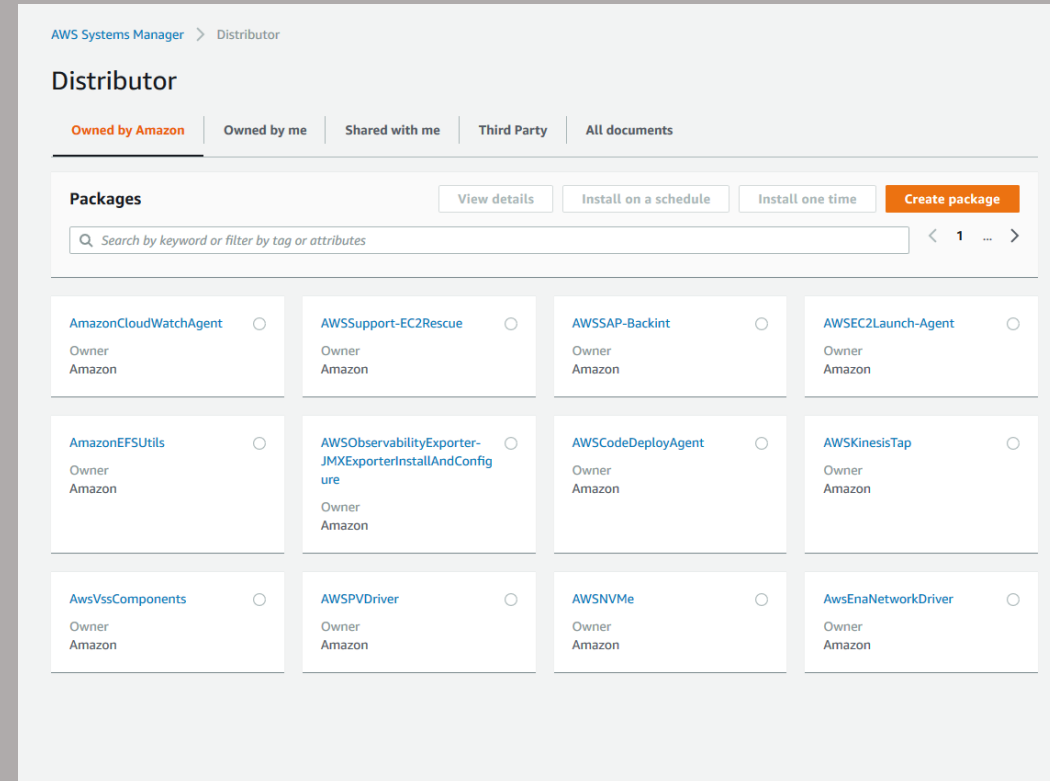 AWS Systems Manager > Distributor
Distributor
Owned by Amazon Owned by me Shared with me Third Party All documents
Packages View details Install on a schedule Install one time Create package
Search by keyword or filter by tag or attributes < 1 ... >
AmazonCloudWatchAgent
Owner
Amazon
AWSSupport-EC2Rescue
Owner
Amazon
AWSSAP-Backint
Owner
Amazon
AWSEC2Launch-Agent
Owner
Amazon
AmazonEFSUtils
Owner
Amazon
AWSObservabilityExporter-
JMXExporterInstallAndConfig
ure
Owner
Amazon
AWSCodeDeployAgent
Owner
Amazon
AWSKinesisTap
Owner
Amazon
AwsVssComponents
Owner
Amazon
AWSPVDriver
Owner
Amazon
AWSNVMe
Owner
Amazon
AwsEnaNetworkDriver
Owner
Amazon